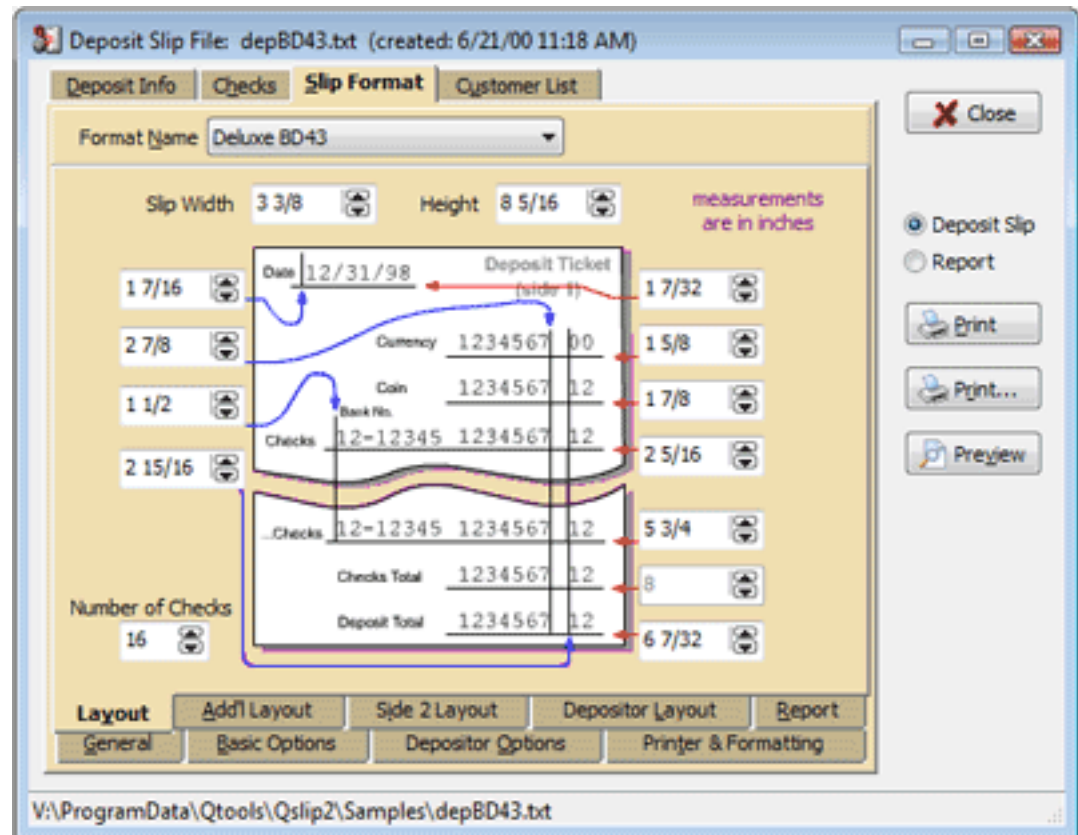 Deposit Slip File: depBD43.txt (created: 6/21/00 11:18 AM)
Deposit Info Checks Slip Format Customer List
Close
Format Name Deluxe BD43
Slip Width 3 3/8 Height 8 5/16 measurements
are in inches
Deposit Slip
Report
Date 12/31/98 Deposit Ticket
(side 1)
1 7/16 1 7/32
Print
2 7/8 Currency 1234567 00 1 5/8
Print...
1 1/2 Coin 1234567 12 1 7/8
Bank No.
Checks 12-12345 1234567 12 2 5/16
2 15/16
Preview
...Checks 12-12345 1234567 12 5 3/4
Checks Total 1234567 12 8
Number of Checks
16 Deposit Total 1234567 12 6 7/32
Layout Add'l Layout Side 2 Layout Depositor Layout Report
General Basic Options Depositor Options Printer & Formatting
V:\ProgramData\Qtools\Qslip2\Samples\depBD43.txt